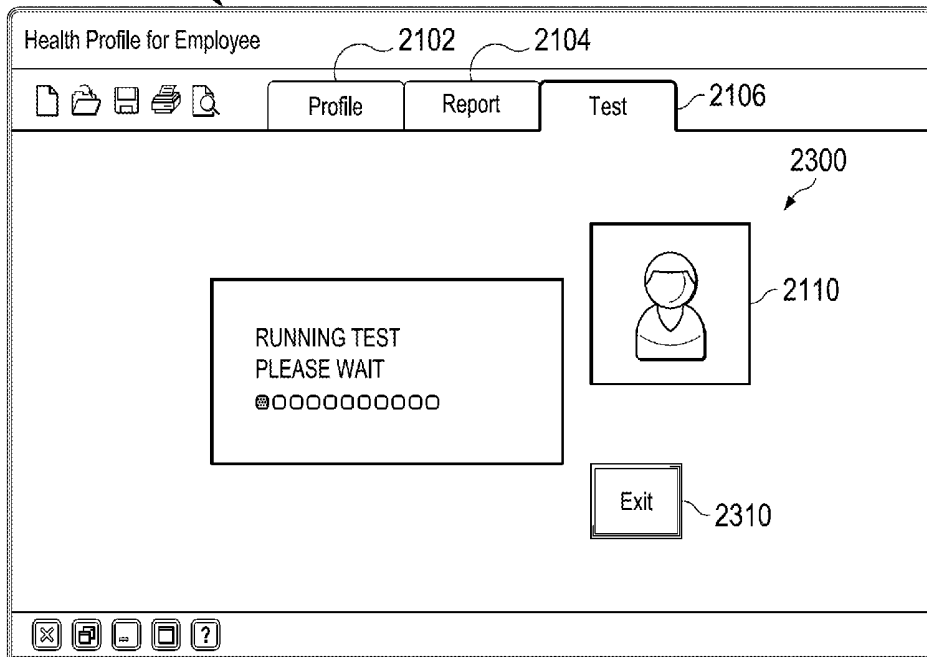 Health Profile for Employee
2102
2104
Profile
Report
Test
2106
2300
2110
RUNNING TEST
PLEASE WAIT
Exit
2310
?